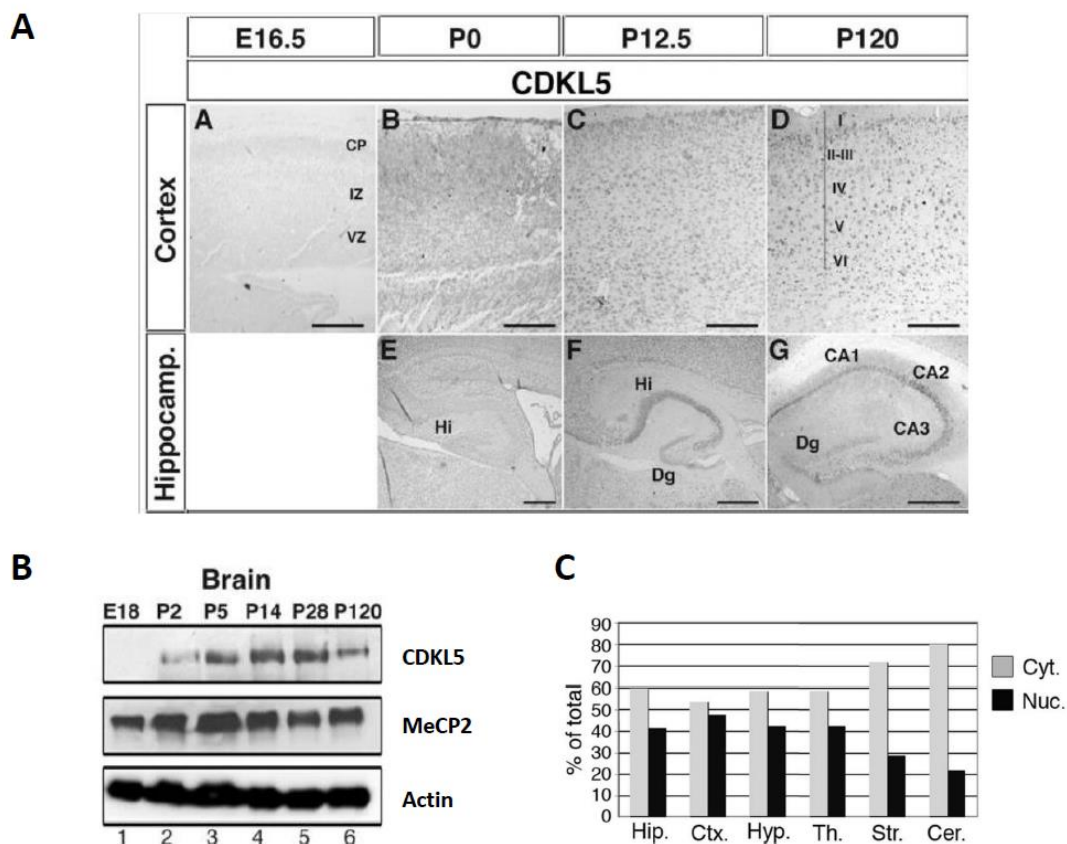 A
E16.5 P0 P12.5 P120
CDKL5
Cortex
A B C D
CP
IZ
VZ
I
II-III
IV
V
VI
Hippocamp.
E F G
Hi
Hi
Dg
CA1
CA2
CA3
Dg
B
Brain
E18 P2 P5 P14 P28 P120
CDKL5
MeCP2
Actin
1 2 3 4 5 6
C
% of total
90
80
70
60
50
40
30
20
10
0
Hip. Ctx. Hyp. Th. Str. Cer.
Cyt.
Nuc.